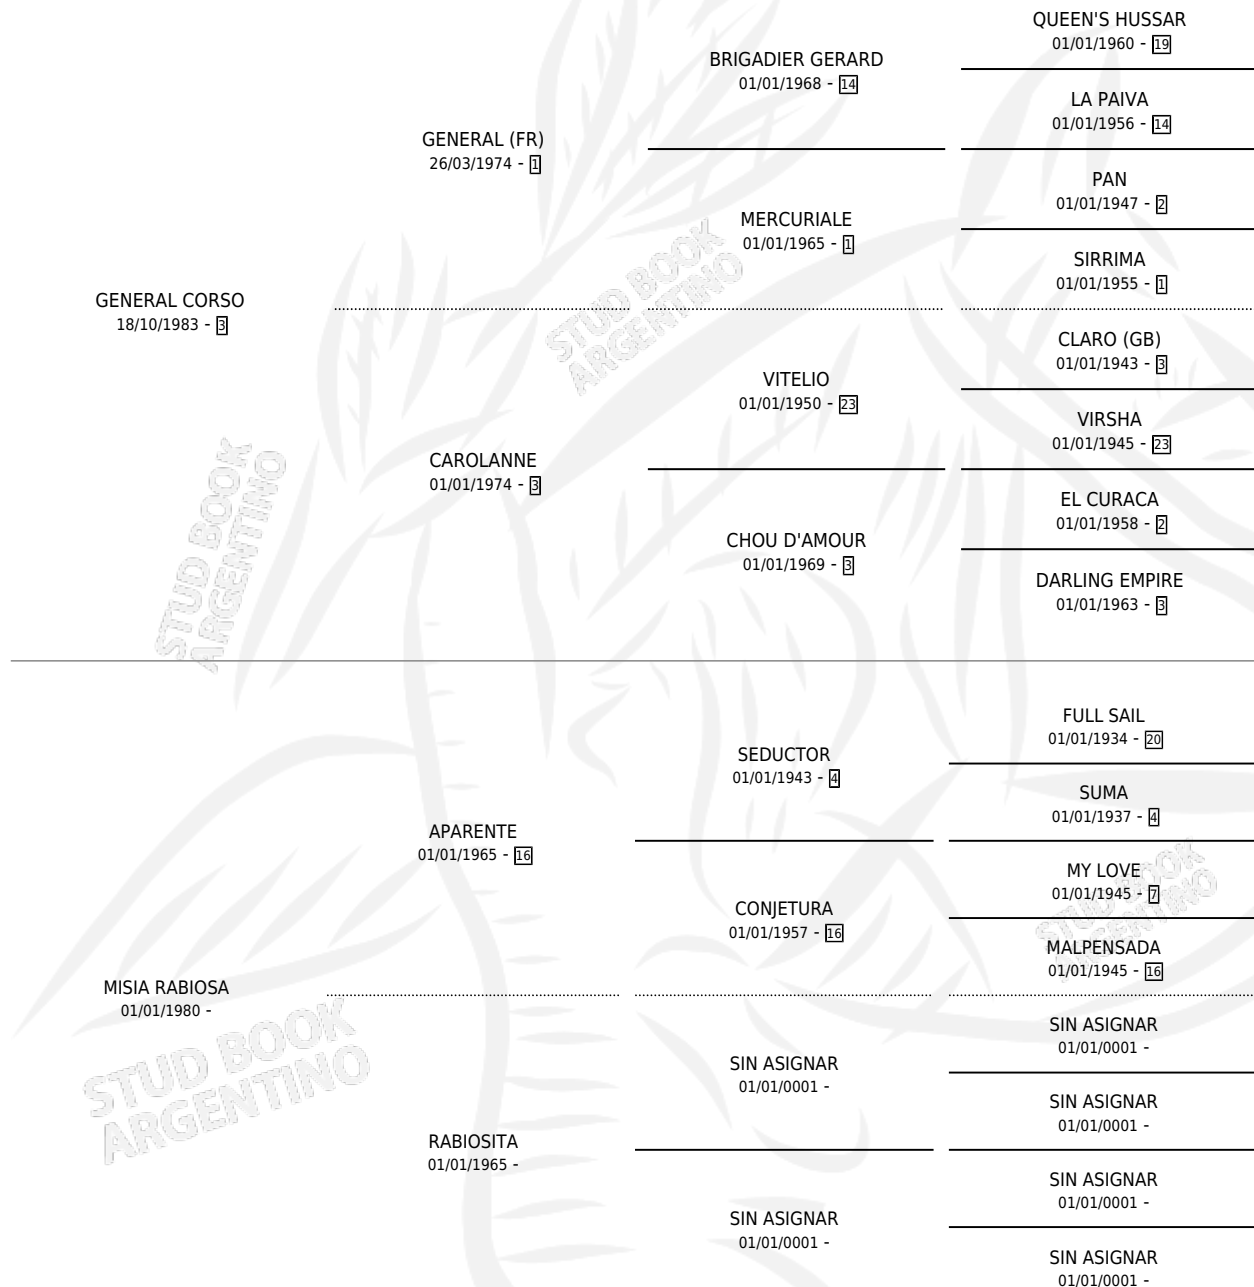 GENERAL CORSO
18/10/1983 - 3
GENERAL (FR)
26/03/1974 - 1
CAROLANNE
01/01/1974 - 3
BRIGADIER GERARD
01/01/1968 - 14
MERCURIALE
01/01/1965 - 1
VITELIO
01/01/1950 - 23
CHOU D'AMOUR
01/01/1969 - 3
QUEEN'S HUSSAR
01/01/1960 - 19
LA PAIVA
01/01/1956 - 14
PAN
01/01/1947 - 2
SIRRIMA
01/01/1955 - 1
CLARO (GB)
01/01/1943 - 3
VIRSHA
01/01/1945 - 23
EL CURACA
01/01/1958 - 2
DARLING EMPIRE
01/01/1963 - 3
MISIA RABIOSA
01/01/1980 -
APARENTE
01/01/1965 - 16
RABIOSITA
01/01/1965 -
SEDUCTOR
01/01/1943 - 4
CONJETURA
01/01/1957 - 16
SIN ASIGNAR
01/01/0001 -
SIN ASIGNAR
01/01/0001 -
FULL SAIL
01/01/1934 - 20
SUMA
01/01/1937 - 4
MY LOVE
01/01/1945 - 7
MALPENSADA
01/01/1945 - 16
SIN ASIGNAR
01/01/0001 -
SIN ASIGNAR
01/01/0001 -
SIN ASIGNAR
01/01/0001 -
SIN ASIGNAR
01/01/0001 -
STUD BOOK
ARGENTINO
STUD BOOK
ARGENTINO
STUD BOOK
ARGENTINO
STUD BOOK
ARGENTINO